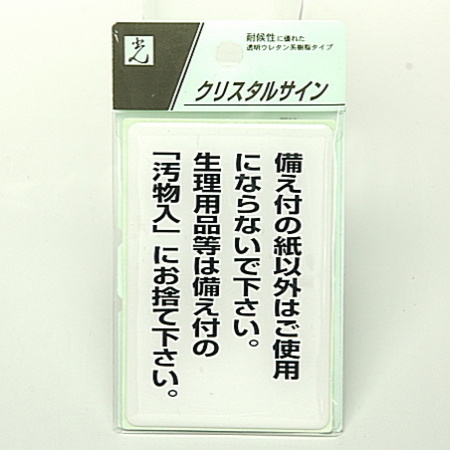 光
耐候性に優れた
透明ウレタン系樹脂タイプ
クリスタルサイン
備え付の紙以外はご使用
にならないで下さい。
生理用品等は備え付の
「汚物入」にお捨て下さい。